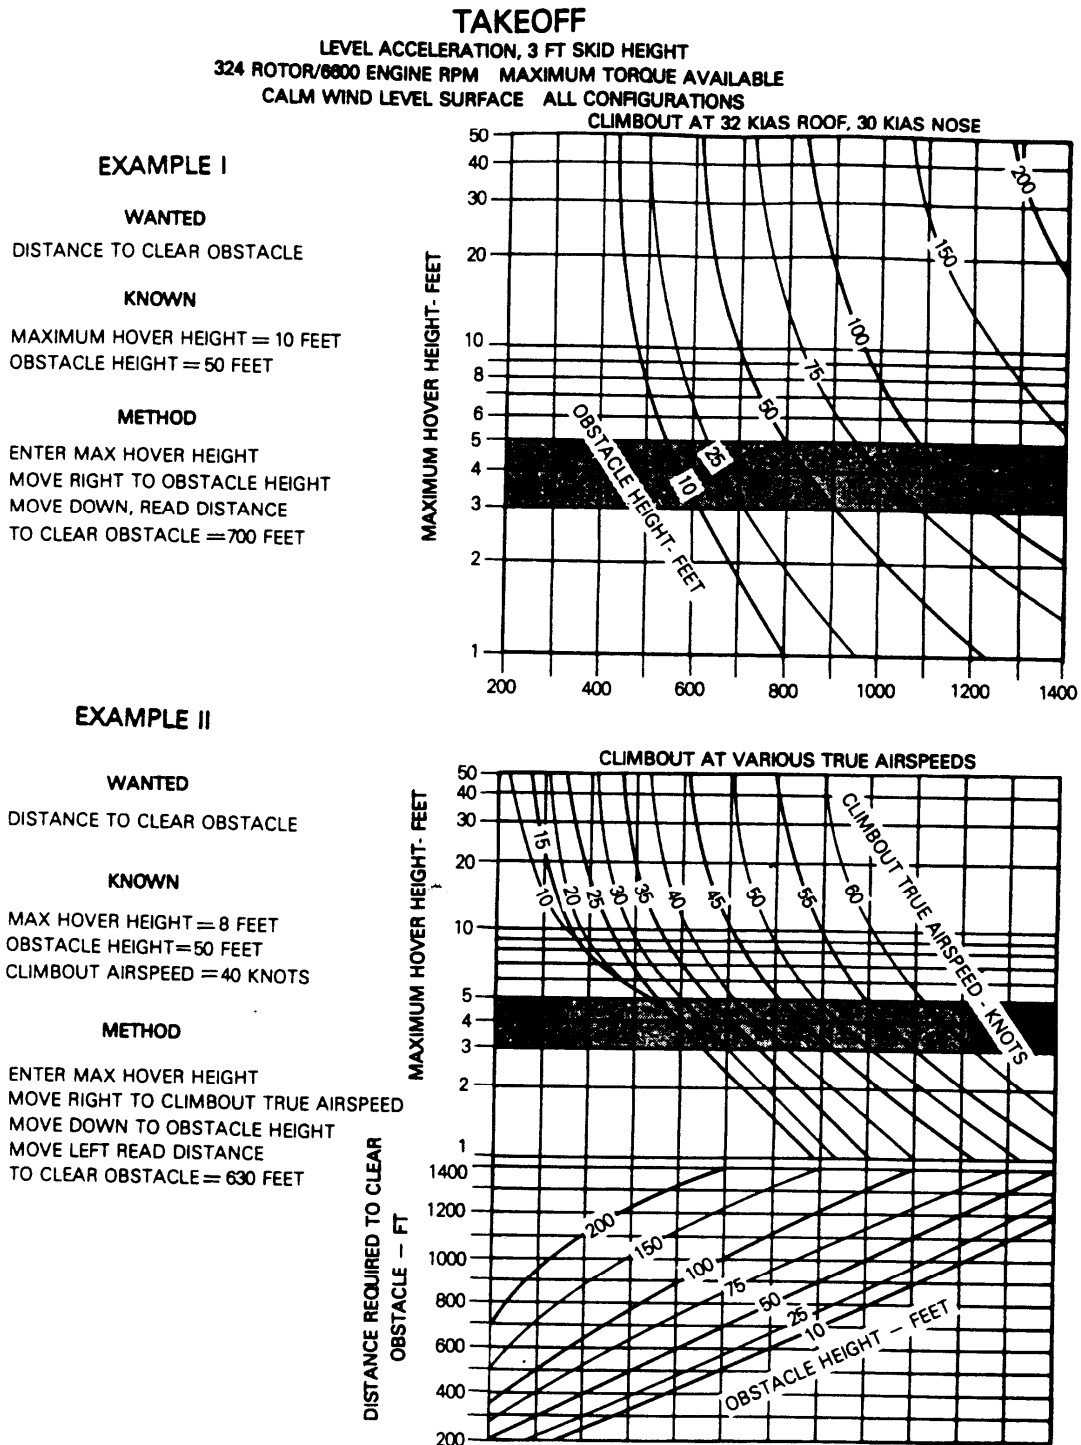 TAKEOFF
LEVEL ACCELERATION, 3 FT SKID HEIGHT
324 ROTOR/6600 ENGINE RPM MAXIMUM TORQUE AVAILABLE
CALM WIND LEVEL SURFACE ALL CONFIGURATIONS
CLIMBOUT AT 32 KIAS ROOF, 30 KIAS NOSE
EXAMPLE I
WANTED
DISTANCE TO CLEAR OBSTACLE
KNOWN
MAXIMUM HOVER HEIGHT = 10 FEET
OBSTACLE HEIGHT = 50 FEET
METHOD
ENTER MAX HOVER HEIGHT
MOVE RIGHT TO OBSTACLE HEIGHT
MOVE DOWN, READ DISTANCE
TO CLEAR OBSTACLE = 700 FEET
MAXIMUM HOVER HEIGHT - FEET
50
40
30
20
10
8
6
5
4
3
2
1
200 400 600 800 1000 1200 1400
OBSTACLE HEIGHT - FEET
10
25
50
75
100
150
200
EXAMPLE II
WANTED
DISTANCE TO CLEAR OBSTACLE
KNOWN
MAX HOVER HEIGHT = 8 FEET
OBSTACLE HEIGHT = 50 FEET
CLIMBOUT AIRSPEED = 40 KNOTS
METHOD
ENTER MAX HOVER HEIGHT
MOVE RIGHT TO CLIMBOUT TRUE AIRSPEED
MOVE DOWN TO OBSTACLE HEIGHT
MOVE LEFT READ DISTANCE
TO CLEAR OBSTACLE = 630 FEET
CLIMBOUT AT VARIOUS TRUE AIRSPEEDS
MAXIMUM HOVER HEIGHT - FEET
50
40
30
20
10
5
4
3
2
1
15
10
20
25
30
35
40
45
50
55
60
CLIMBOUT TRUE AIRSPEED - KNOTS
DISTANCE REQUIRED TO CLEAR
OBSTACLE – FT
1400
1200
1000
800
600
400
200
200
150
100
75
50
25
10
OBSTACLE HEIGHT – FEET